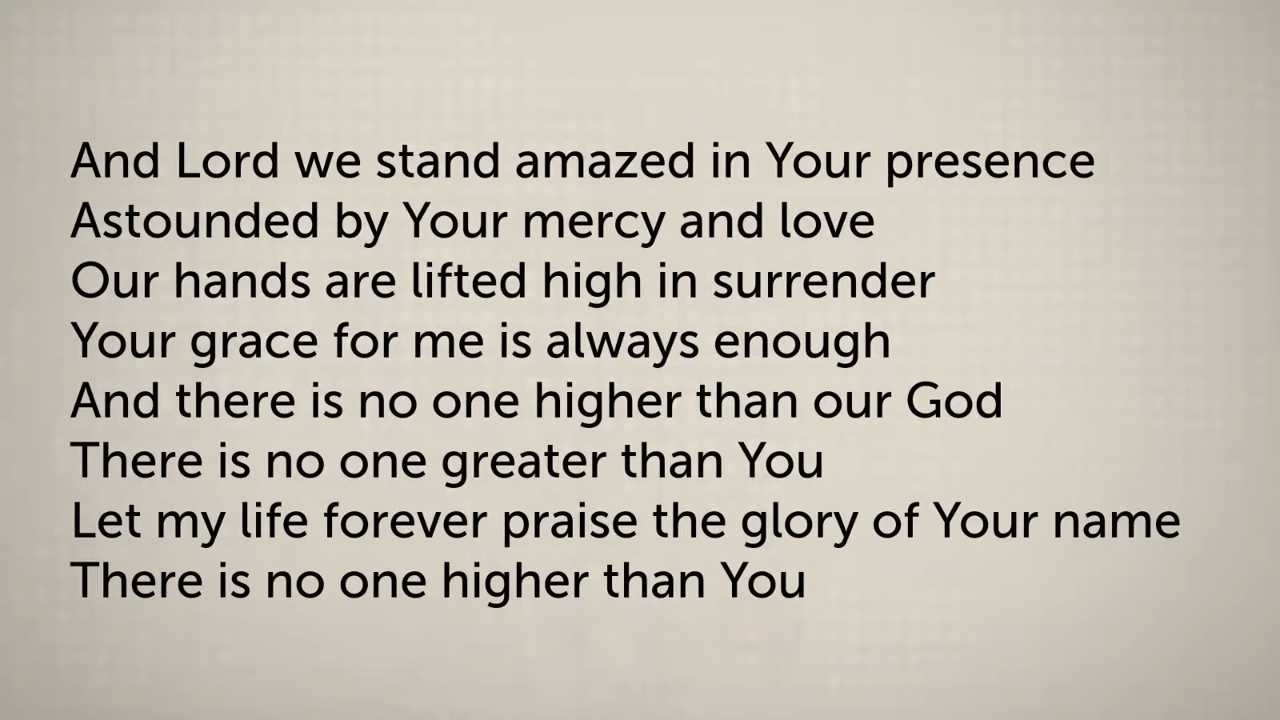 And Lord we stand amazed in Your presence
Astounded by Your mercy and love
Our hands are lifted high in surrender
Your grace for me is always enough
And there is no one higher than our God
There is no one greater than You
Let my life forever praise the glory of Your name
There is no one higher than You